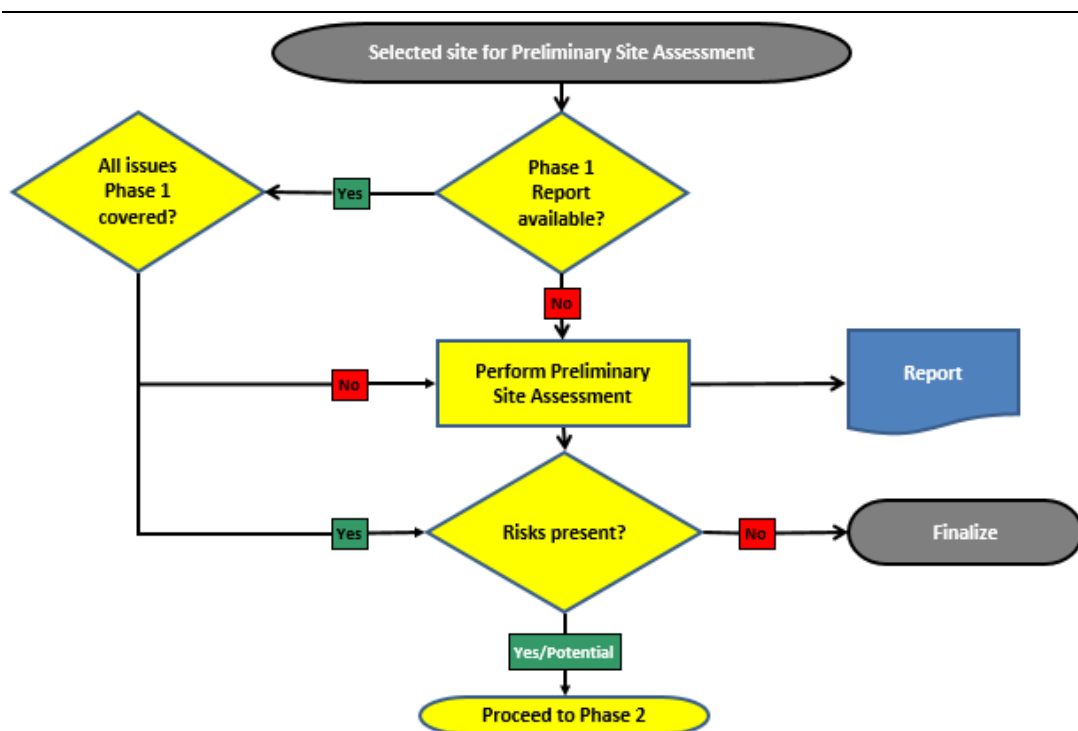 Selected site for Preliminary Site Assessment
All issues
Phase 1
covered?
Yes
Phase 1
Report
available?
No
No
Perform Preliminary
Site Assessment
Report
Yes
Risks present?
No
Finalize
Yes/Potential
Proceed to Phase 2